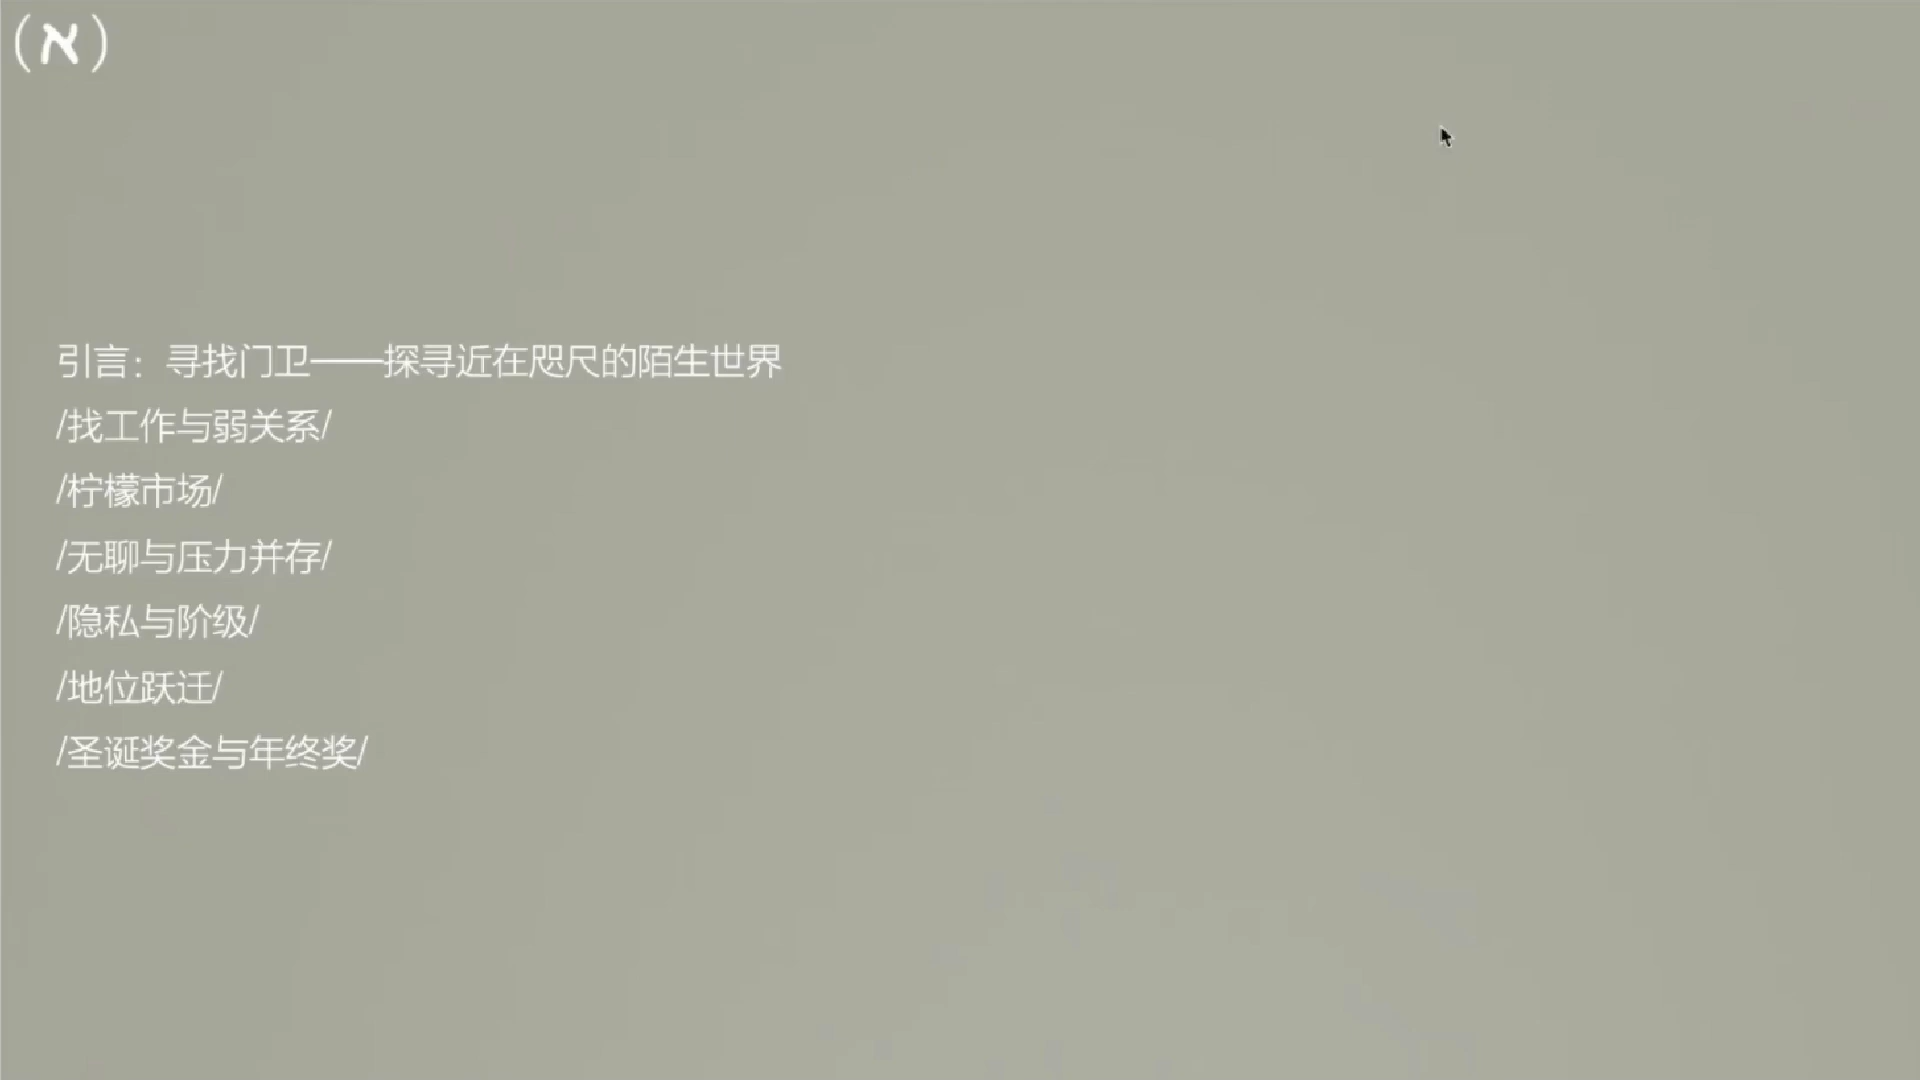 (א)
引言：寻找门卫——探寻近在咫尺的陌生世界
/找工作与弱关系/
/柠檬市场/
/无聊与压力并存/
/隐私与阶级/
/地位跃迁/
/圣诞奖金与年终奖/